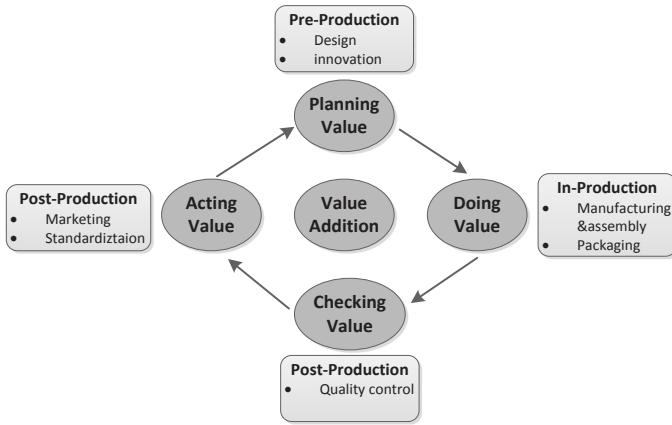 Pre-Production
• Design
• innovation
Planning
Value
Post-Production
• Marketing
• Standardiztaion
Acting
Value
Value
Addition
Doing
Value
In-Production
• Manufacturing
&assembly
• Packaging
Checking
Value
Post-Production
• Quality control